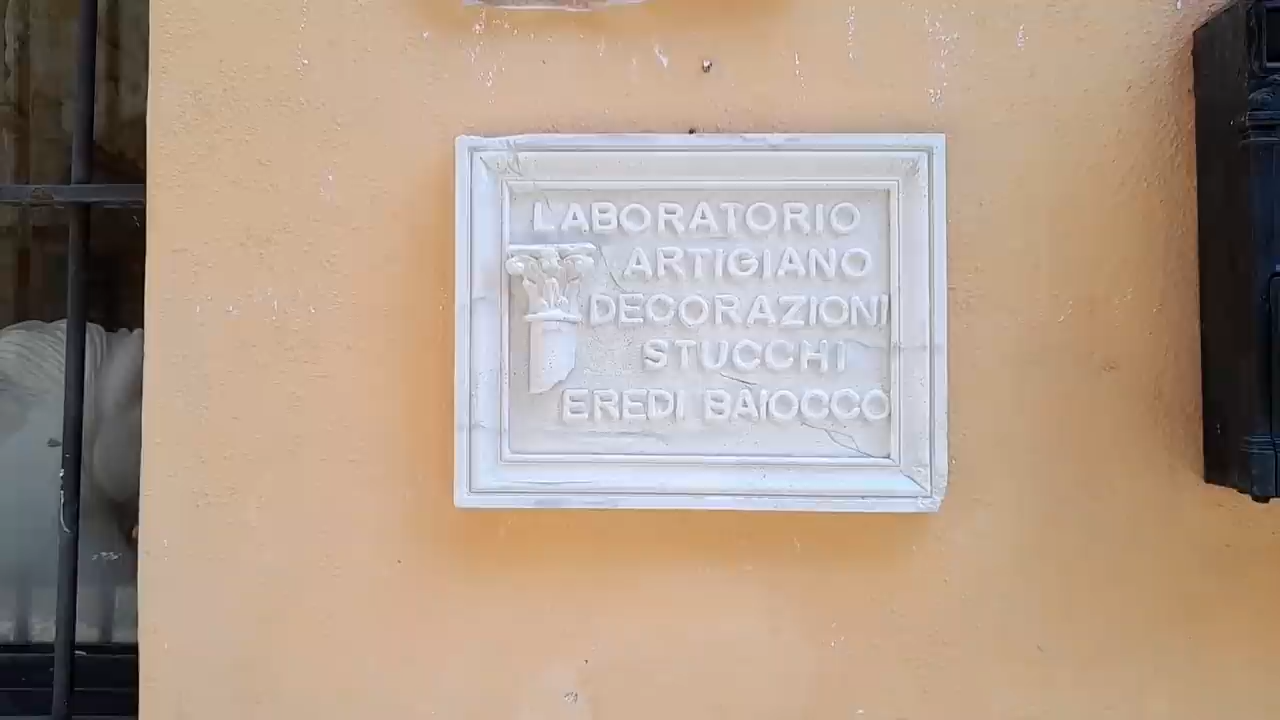 LABORATORIO
ARTIGIANO
DECORAZIONI
STUCCHI
EREDI BAIOCCO